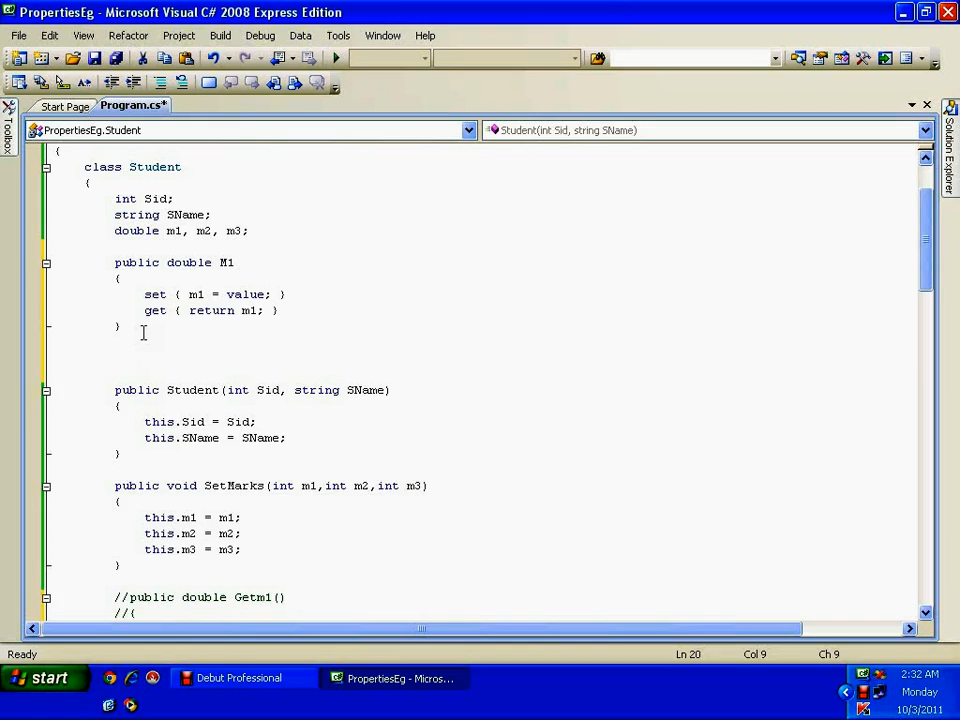 PropertiesEg - Microsoft Visual C# 2008 Express Edition
File Edit View Refactor Project Build Debug Data Tools Window Help
Start Page Program.cs*
PropertiesEg.Student Student(int Sid, string SName)
Toolbox
Solution Explorer
{
class Student
{
int Sid;
string SName;
double m1, m2, m3;
public double M1
{
set { m1 = value; }
get { return m1; }
}
public Student(int Sid, string SName)
{
this.Sid = Sid;
this.SName = SName;
}
public void SetMarks(int m1,int m2,int m3)
{
this.m1 = m1;
this.m2 = m2;
this.m3 = m3;
}
//public double Getm1()
//{
Ready Ln 20 Col 9 Ch 9
start Debut Professional PropertiesEg - Micros... 2:32 AM
Monday
10/3/2011